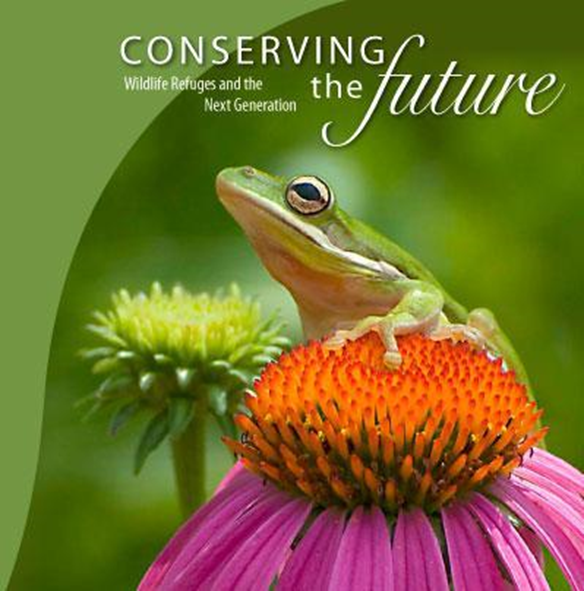 CONSERVING
the future
Wildlife Refuges and the
Next Generation